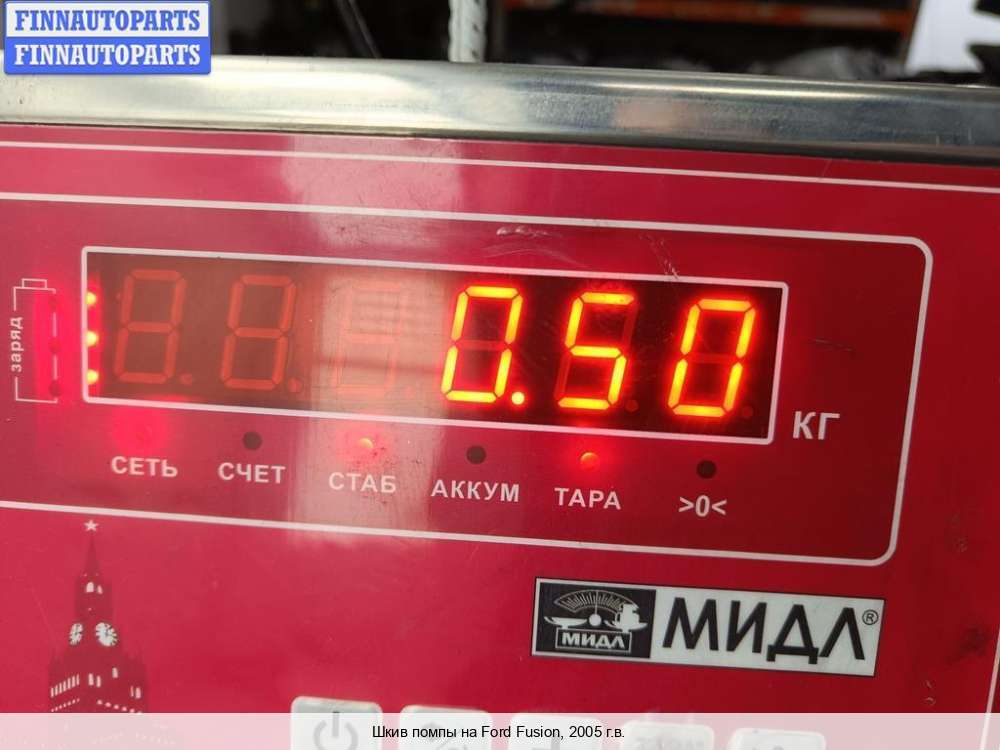 FINNAUTOPARTS
FINNAUTOPARTS
заряд
0.50
КГ
СЕТЬ СЧЕТ СТАБ АККУМ ТАРА >0<
МИДЛ МИДЛ®
Шкив помпы на Ford Fusion, 2005 г.в.